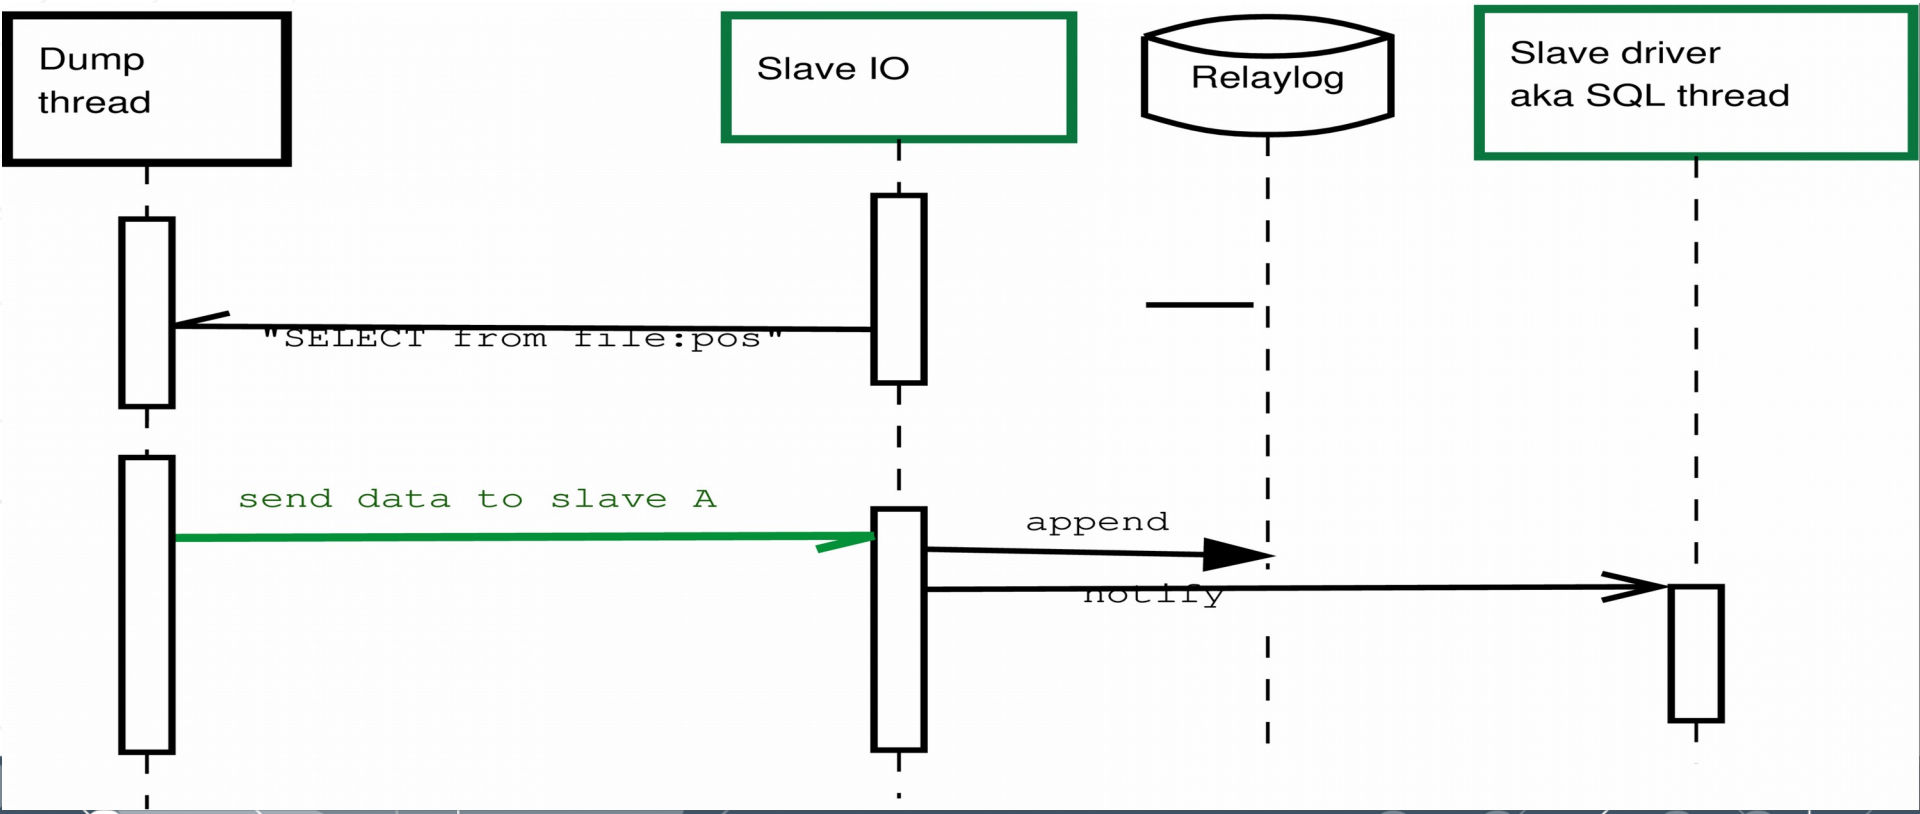 Dump
thread
Slave IO
Relaylog
Slave driver
aka SQL thread
"SELECT from file:pos"
send data to slave A
append
notify